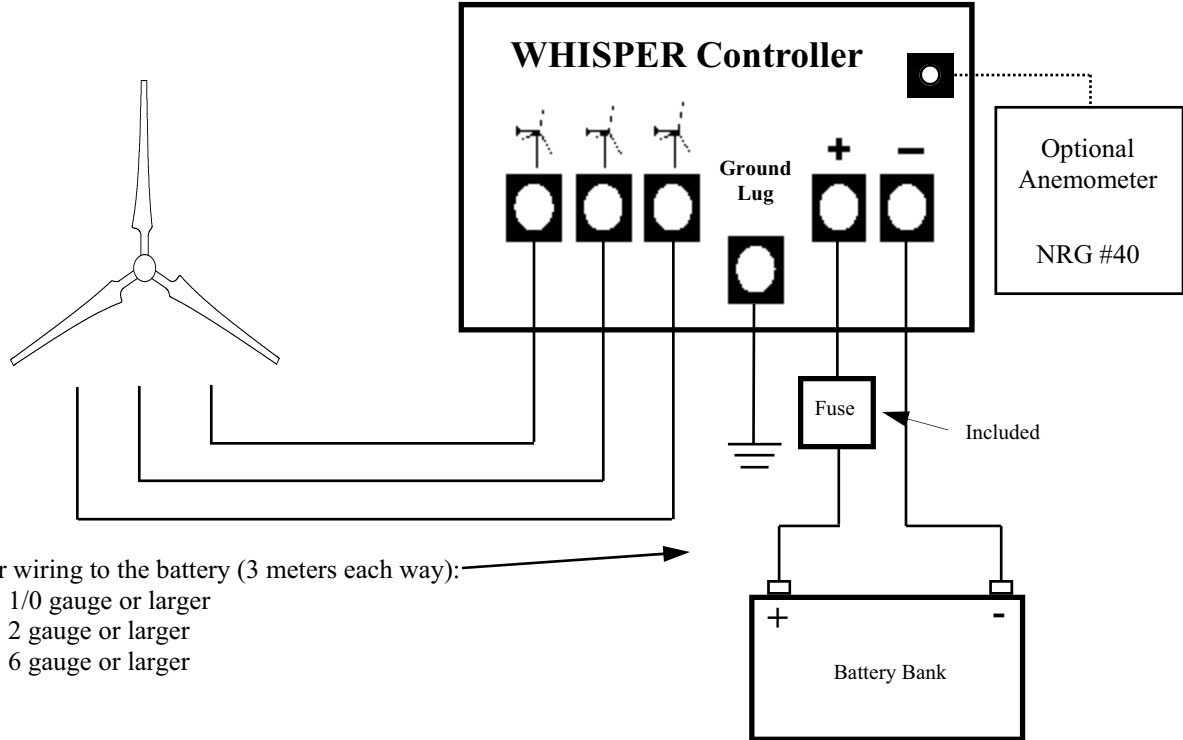 WHISPER Controller
Ground
Lug
+
–
Optional
Anemometer
NRG #40
Fuse
Included
r wiring to the battery (3 meters each way):
1/0 gauge or larger
2 gauge or larger
6 gauge or larger
+
-
Battery Bank